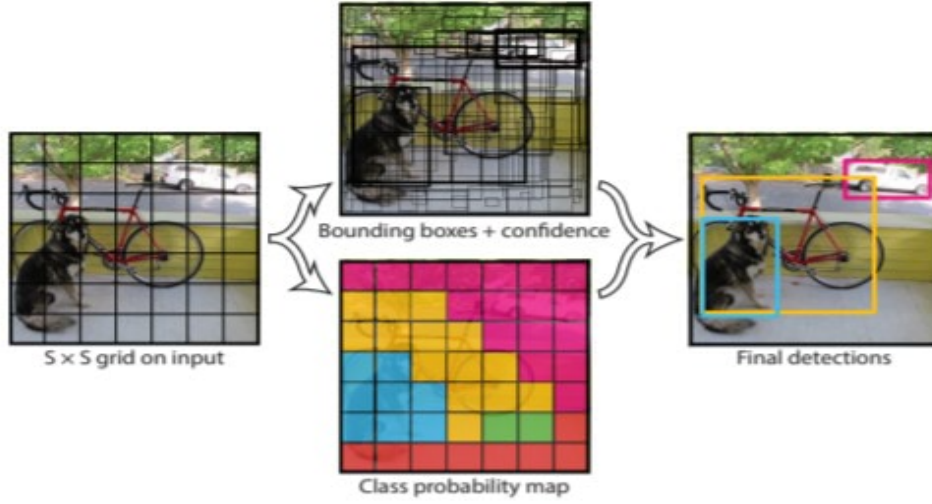 Bounding boxes + confidence
S × S grid on input
Final detections
Class probability map